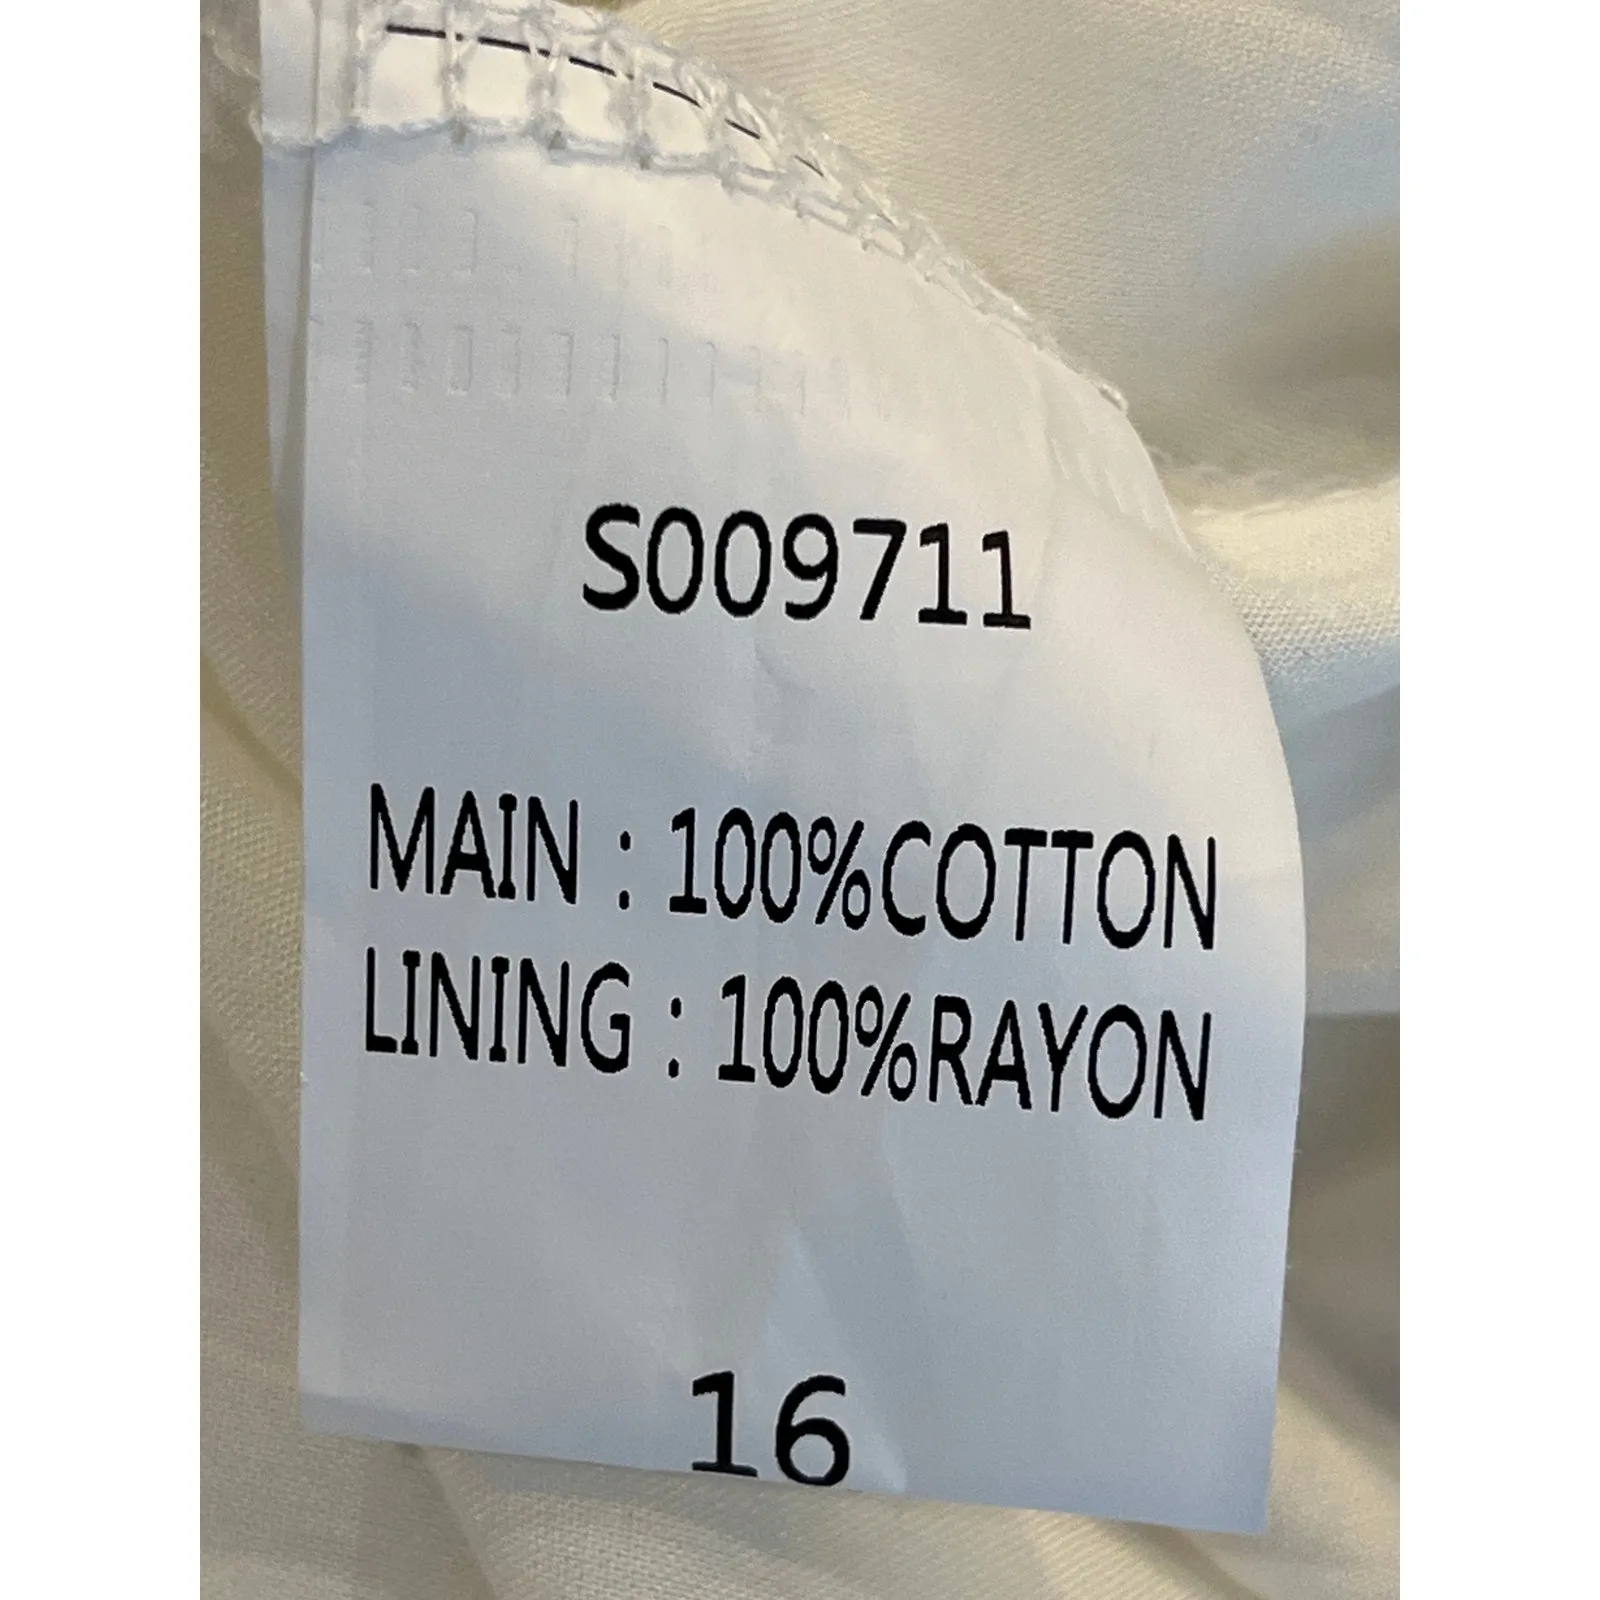 S009711
MAIN : 100%COTTON
LINING : 100%RAYON
16